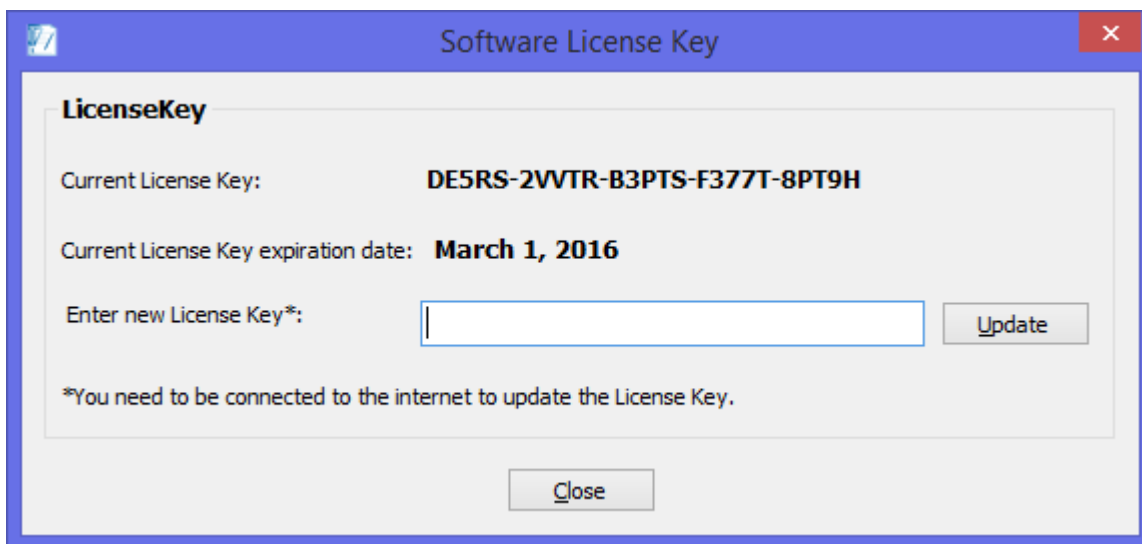 Software License Key
LicenseKey
Current License Key: DE5RS-2VVTR-B3PTS-F377T-8PT9H
Current License Key expiration date: March 1, 2016
Enter new License Key*: Update
*You need to be connected to the internet to update the License Key.
Close